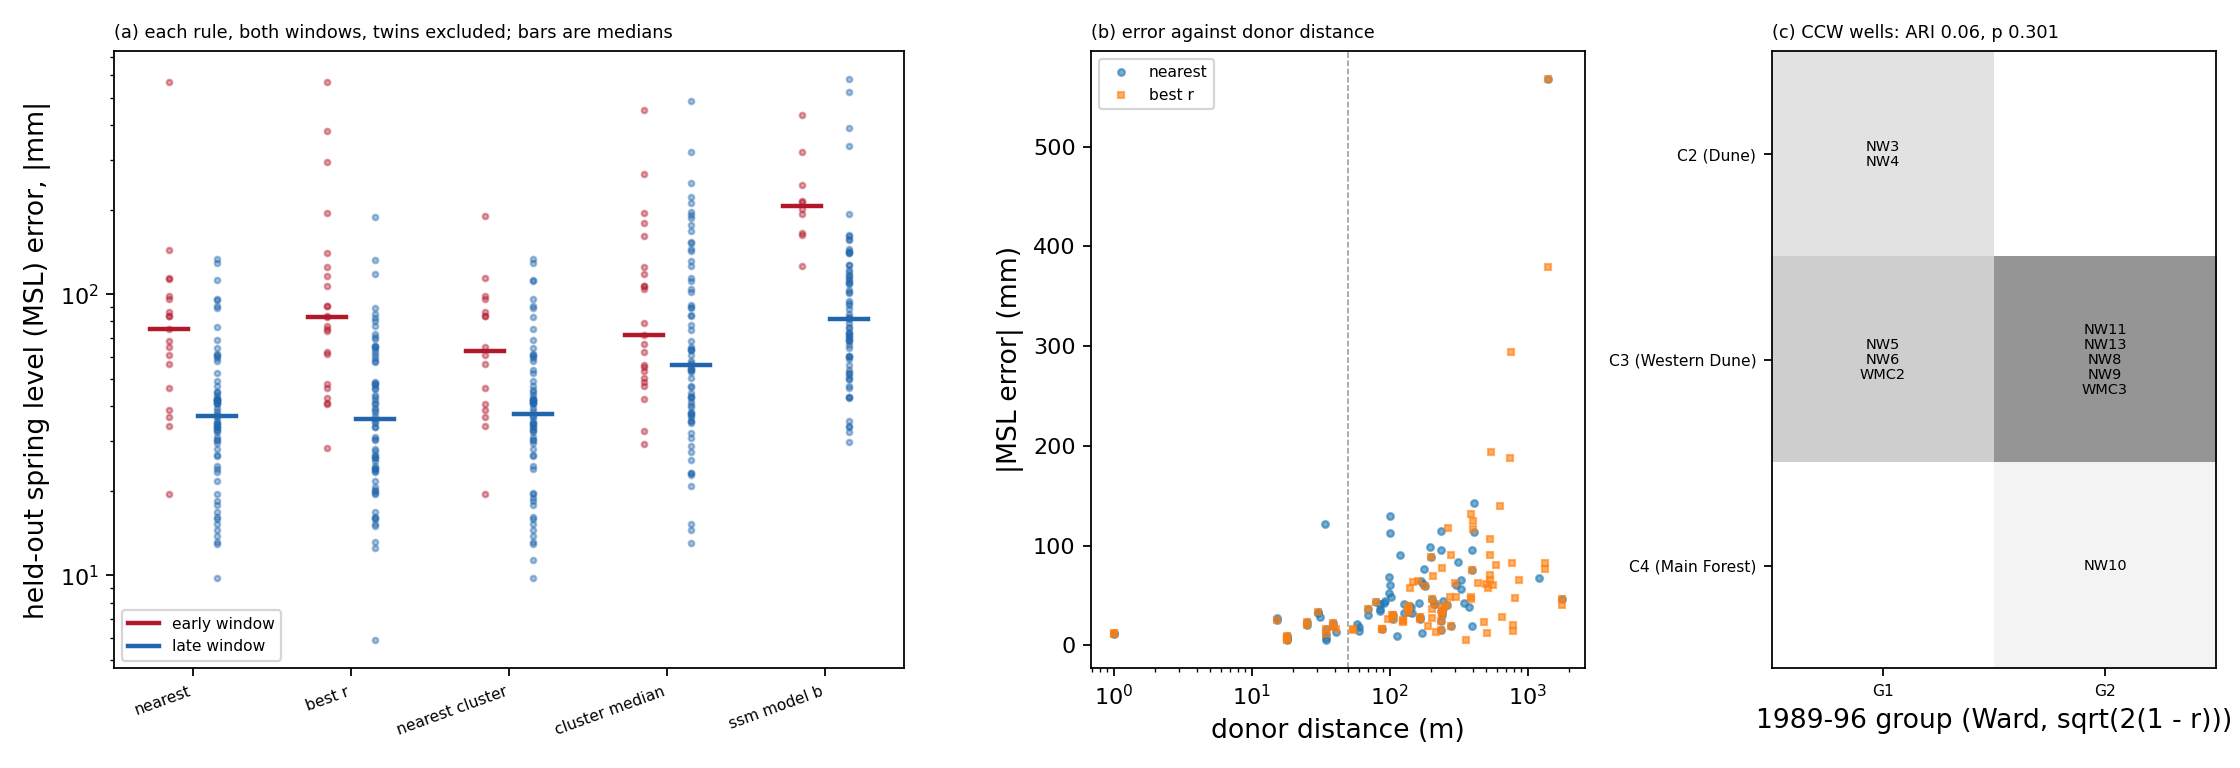 (a) each rule, both windows, twins excluded; bars are medians
held-out spring level (MSL) error, |mm|
10²
10¹
early window
late window
nearest
best r
nearest cluster
cluster median
ssm model b
(b) error against donor distance
nearest
best r
|MSL error| (mm)
500
400
300
200
100
0
10⁰
10¹
10²
10³
donor distance (m)
(c) CCW wells: ARI 0.06, p 0.301
C2 (Dune)
C3 (Western Dune)
C4 (Main Forest)
NW3
NW4
NW5
NW6
WMC2
NW11
NW13
NW8
NW9
WMC3
NW10
G1
G2
1989-96 group (Ward, sqrt(2(1 - r)))